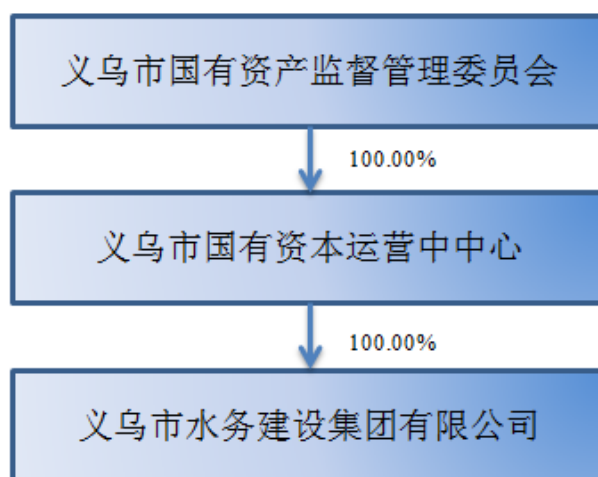 义乌市国有资产监督管理委员会
100.00%
义乌市国有资本运营中中心
100.00%
义乌市水务建设集团有限公司